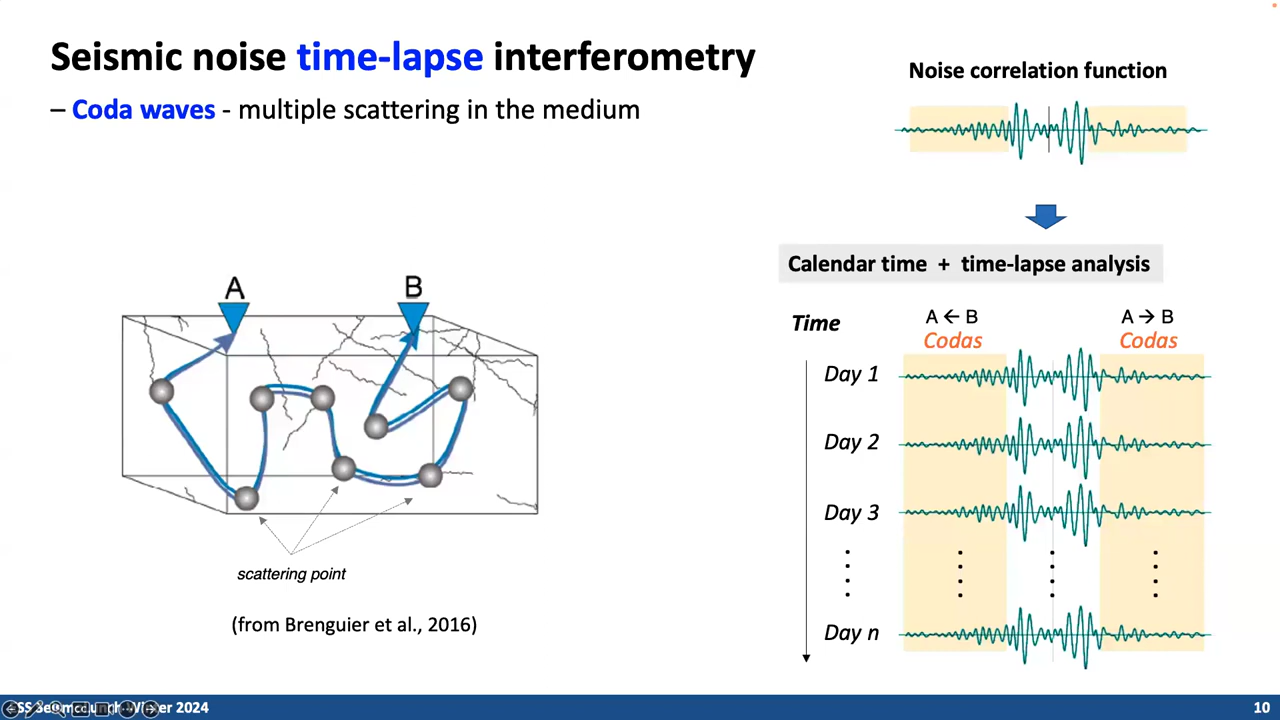 Seismic noise time-lapse interferometry
– Coda waves - multiple scattering in the medium
A
B
scattering point
(from Brenguier et al., 2016)
Noise correlation function
Calendar time + time-lapse analysis
Time
A ← B
Codas
A → B
Codas
Day 1
Day 2
Day 3
Day n
Winter 2024
10